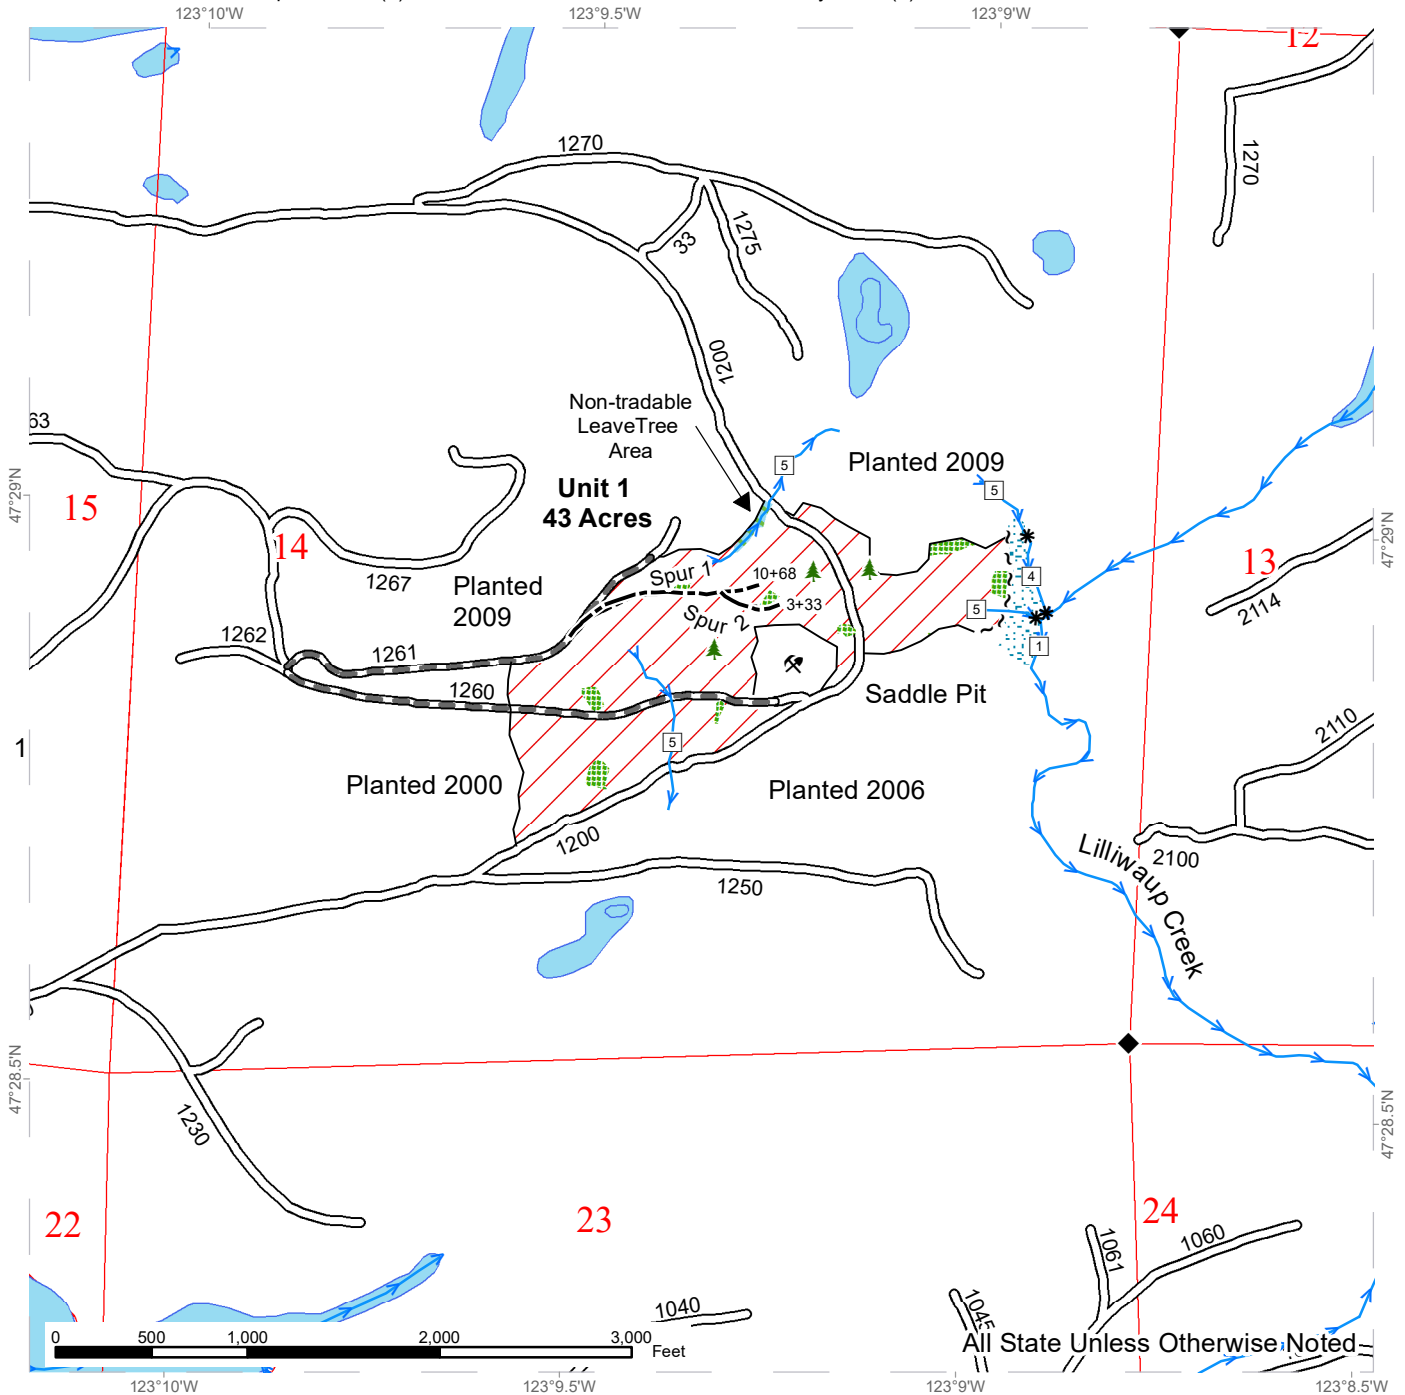 123°10'W
123°9.5'W
123°9'W
12
1270
1270
33
1275
1200
Non-tradable
LeaveTree
Area
63
5
Planted 2009
5
47°29'N
15
Unit 1
43 Acres
14
47°29'N
13
1267
Planted
2009
Spur 1
10+68
3+33
Spur 2
4
5
2114
1262
1261
1
1260
Saddle Pit
5
1
2110
Planted 2000
Planted 2006
1200
Lilliwaup Creek
2100
1250
47°28.5'N
47°28.5'N
1230
22
23
24
1061
1060
1040
1045
0 500 1,000 2,000 3,000
Feet
All State Unless Otherwise Noted
123°10'W
123°9.5'W
123°9'W
123°8.5'W